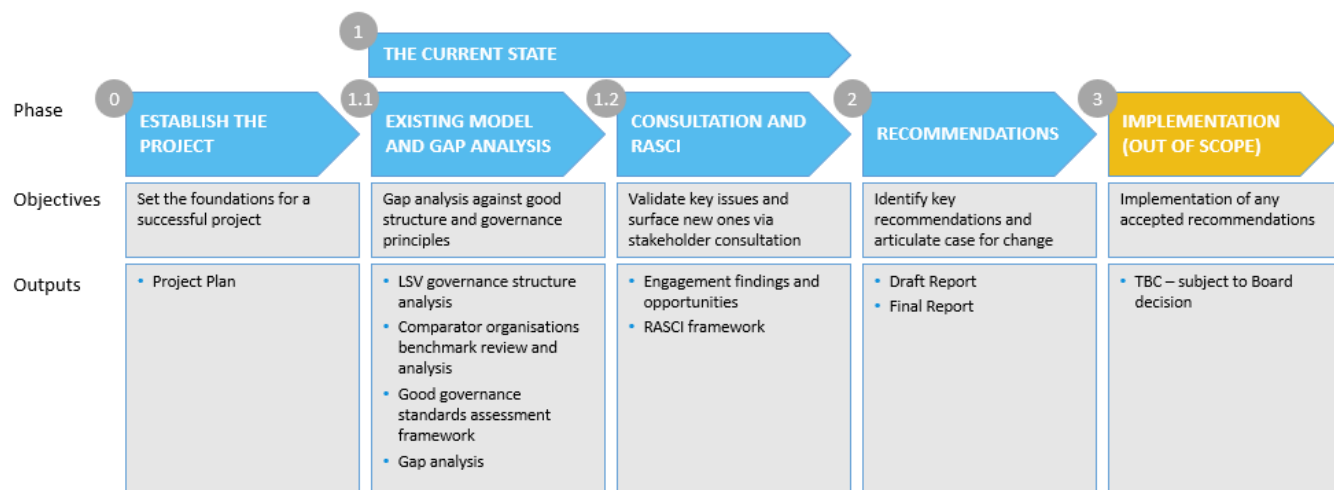 1
THE CURRENT STATE
Phase
0
ESTABLISH THE
PROJECT
1.1
EXISTING MODEL
AND GAP ANALYSIS
1.2
CONSULTATION AND
RASCI
2
RECOMMENDATIONS
3
IMPLEMENTATION
(OUT OF SCOPE)
Objectives
Set the foundations for a
successful project
Gap analysis against good
structure and governance
principles
Validate key issues and
surface new ones via
stakeholder consultation
Identify key
recommendations and
articulate case for change
Implementation of any
accepted recommendations
Outputs
• Project Plan
• LSV governance structure
analysis
• Comparator organisations
benchmark review and
analysis
• Good governance
standards assessment
framework
• Gap analysis
• Engagement findings and
opportunities
• RASCI framework
• Draft Report
• Final Report
• TBC – subject to Board
decision